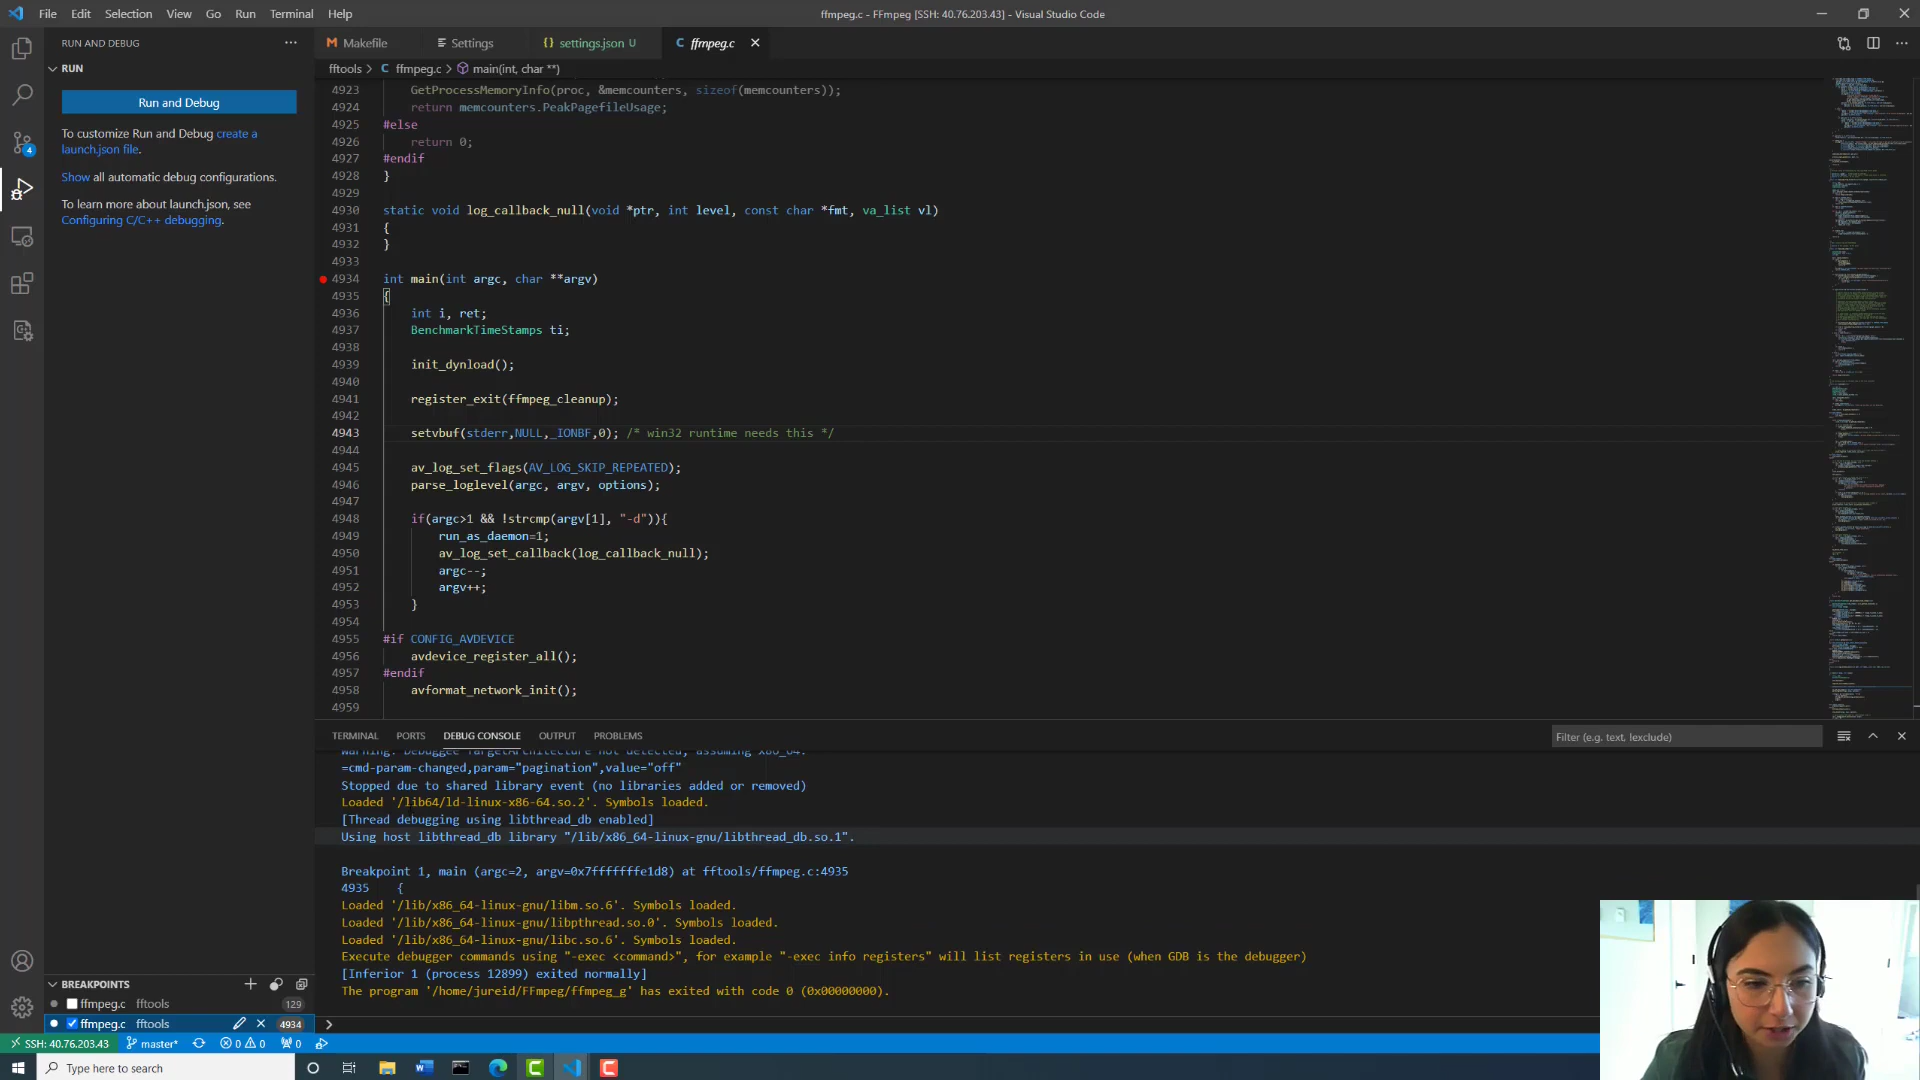 File Edit Selection View Go Run Terminal Help
ffmpeg.c - FFmpeg [SSH: 40.76.203.43] - Visual Studio Code
RUN AND DEBUG
RUN
Run and Debug
To customize Run and Debug create a
launch.json file.
Show all automatic debug configurations.
To learn more about launch.json, see
Configuring C/C++ debugging.
4
Makefile Settings settings.json U ffmpeg.c
fftools > ffmpeg.c > main(int, char **)
4923 GetProcessMemoryInfo(proc, &memcounters, sizeof(memcounters));
4924 return memcounters.PeakPagefileUsage;
4925 #else
4926 return 0;
4927 #endif
4928 }
4929
4930 static void log_callback_null(void *ptr, int level, const char *fmt, va_list vl)
4931 {
4932 }
4933
4934 int main(int argc, char **argv)
4935 {
4936 int i, ret;
4937 BenchmarkTimeStamps ti;
4938
4939 init_dynload();
4940
4941 register_exit(ffmpeg_cleanup);
4942
4943 setvbuf(stderr,NULL,_IONBF,0); /* win32 runtime needs this */
4944
4945 av_log_set_flags(AV_LOG_SKIP_REPEATED);
4946 parse_loglevel(argc, argv, options);
4947
4948 if(argc>1 && !strcmp(argv[1], "-d")){
4949 run_as_daemon=1;
4950 av_log_set_callback(log_callback_null);
4951 argc--;
4952 argv++;
4953 }
4954
4955 #if CONFIG_AVDEVICE
4956 avdevice_register_all();
4957 #endif
4958 avformat_network_init();
4959
TERMINAL PORTS DEBUG CONSOLE OUTPUT PROBLEMS
Filter (e.g. text, !exclude)
Warning: Debuggee TargetArchitecture not detected, assuming x86_64.
=cmd-param-changed,param="pagination",value="off"
Stopped due to shared library event (no libraries added or removed)
Loaded '/lib64/ld-linux-x86-64.so.2'. Symbols loaded.
[Thread debugging using libthread_db enabled]
Using host libthread_db library "/lib/x86_64-linux-gnu/libthread_db.so.1".
Breakpoint 1, main (argc=2, argv=0x7fffffffe1d8) at fftools/ffmpeg.c:4935
4935 {
Loaded '/lib/x86_64-linux-gnu/libm.so.6'. Symbols loaded.
Loaded '/lib/x86_64-linux-gnu/libpthread.so.0'. Symbols loaded.
Loaded '/lib/x86_64-linux-gnu/libc.so.6'. Symbols loaded.
Execute debugger commands using "-exec <command>", for example "-exec info registers" will list registers in use (when GDB is the debugger)
[Inferior 1 (process 12899) exited normally]
The program '/home/jureid/FFmpeg/ffmpeg_g' has exited with code 0 (0x00000000).
BREAKPOINTS
ffmpeg.c fftools 129
ffmpeg.c fftools 4934
SSH: 40.76.203.43 master* 0 0 0
Type here to search